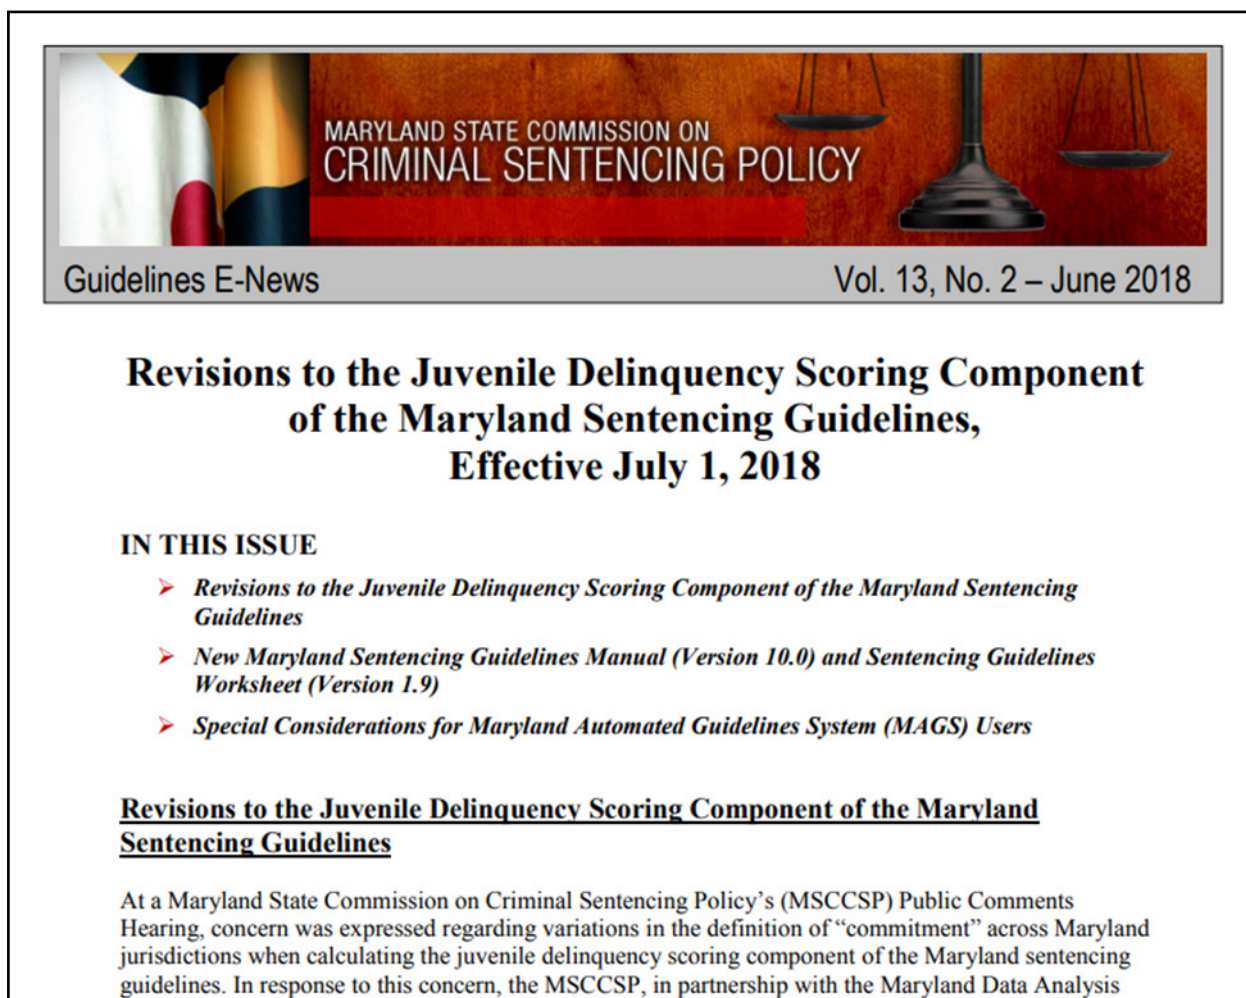 MARYLAND STATE COMMISSION ON
CRIMINAL SENTENCING POLICY
Guidelines E-News
Vol. 13, No. 2 – June 2018
Revisions to the Juvenile Delinquency Scoring Component
of the Maryland Sentencing Guidelines,
Effective July 1, 2018
IN THIS ISSUE
➢ Revisions to the Juvenile Delinquency Scoring Component of the Maryland Sentencing
Guidelines
➢ New Maryland Sentencing Guidelines Manual (Version 10.0) and Sentencing Guidelines
Worksheet (Version 1.9)
➢ Special Considerations for Maryland Automated Guidelines System (MAGS) Users
Revisions to the Juvenile Delinquency Scoring Component of the Maryland
Sentencing Guidelines
At a Maryland State Commission on Criminal Sentencing Policy’s (MSCCSP) Public Comments
Hearing, concern was expressed regarding variations in the definition of “commitment” across Maryland
jurisdictions when calculating the juvenile delinquency scoring component of the Maryland sentencing
guidelines. In response to this concern, the MSCCSP, in partnership with the Maryland Data Analysis